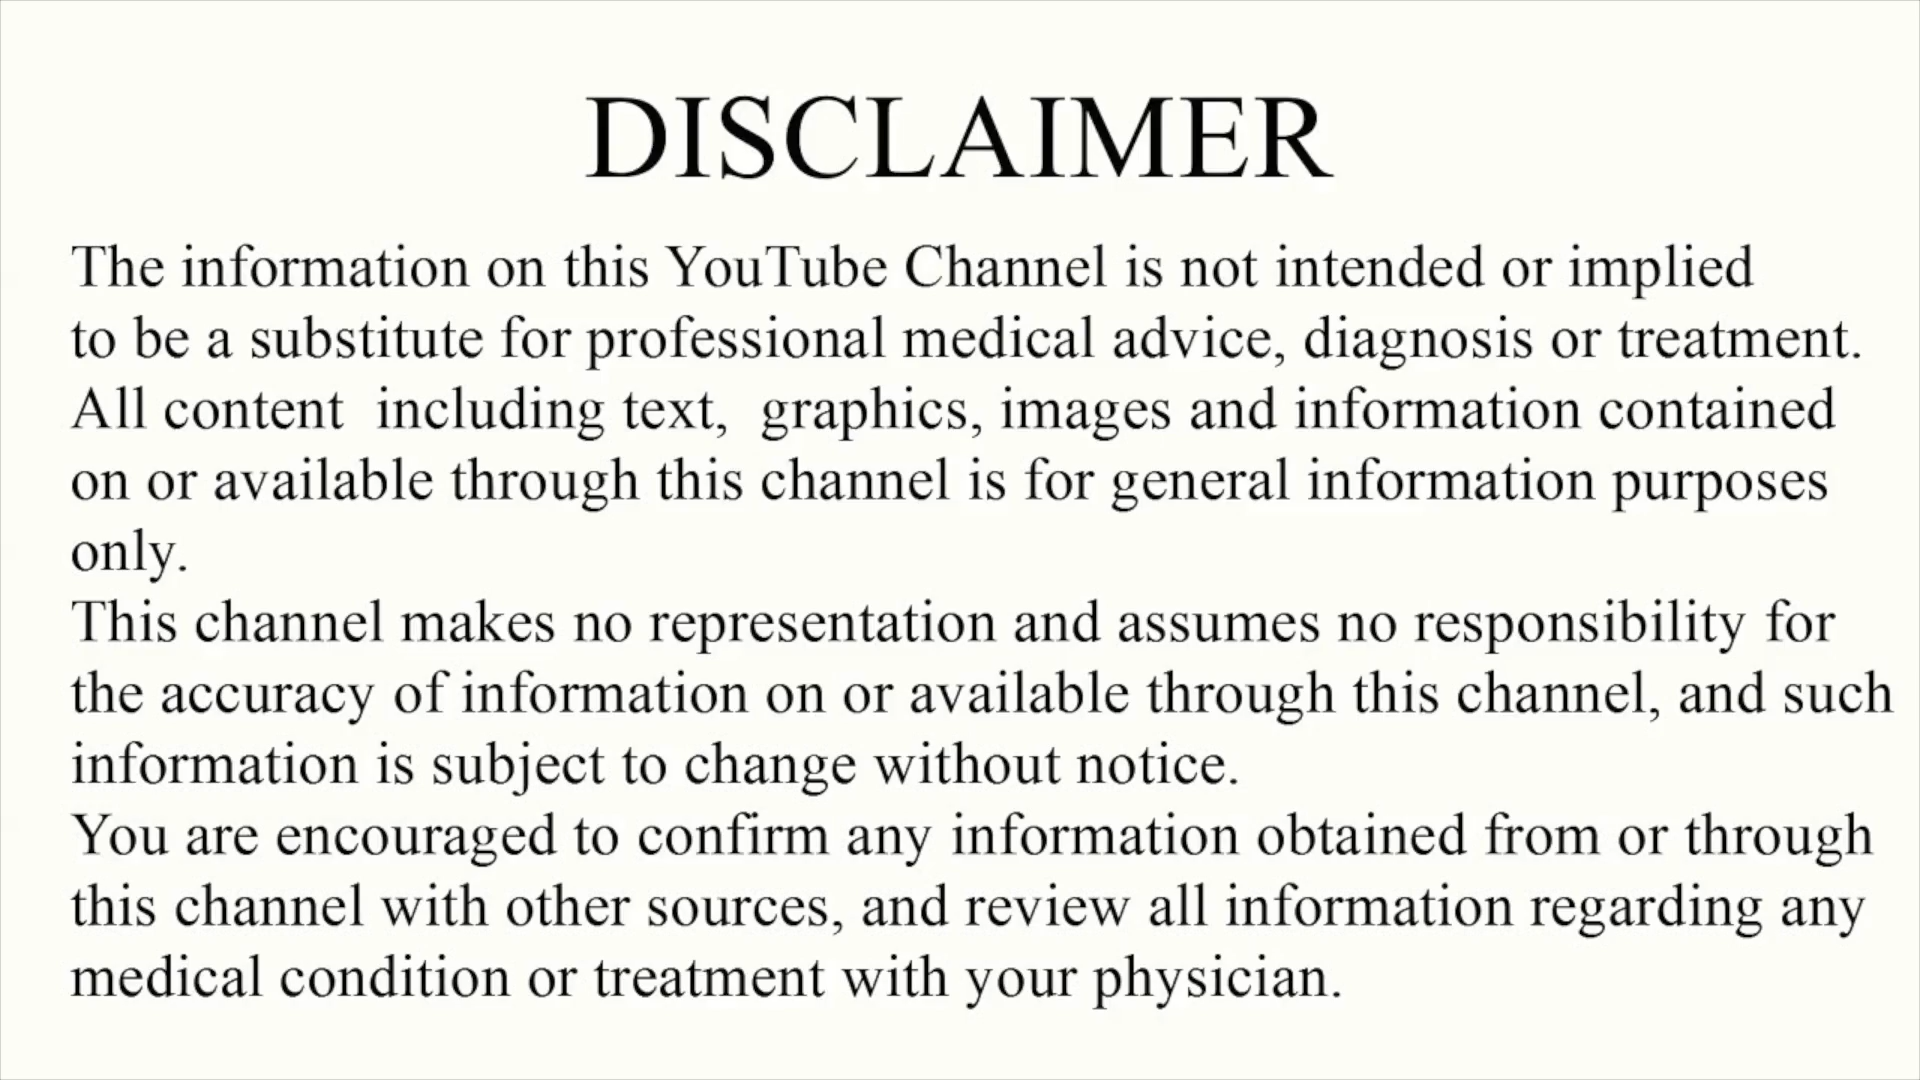 DISCLAIMER
The information on this YouTube Channel is not intended or implied
to be a substitute for professional medical advice, diagnosis or treatment.
All content  including text,  graphics, images and information contained
on or available through this channel is for general information purposes
only.
This channel makes no representation and assumes no responsibility for
the accuracy of information on or available through this channel, and such
information is subject to change without notice.
You are encouraged to confirm any information obtained from or through
this channel with other sources, and review all information regarding any
medical condition or treatment with your physician.